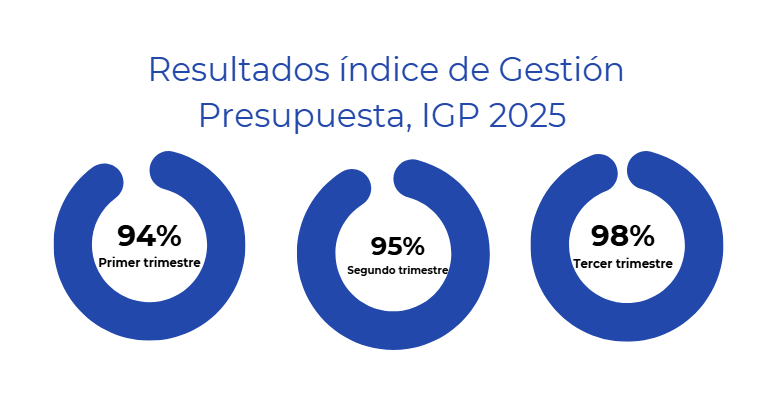 Resultados índice de Gestión
Presupuesta, IGP 2025
94%
Primer trimestre
95%
Segundo trimestre
98%
Tercer trimestre